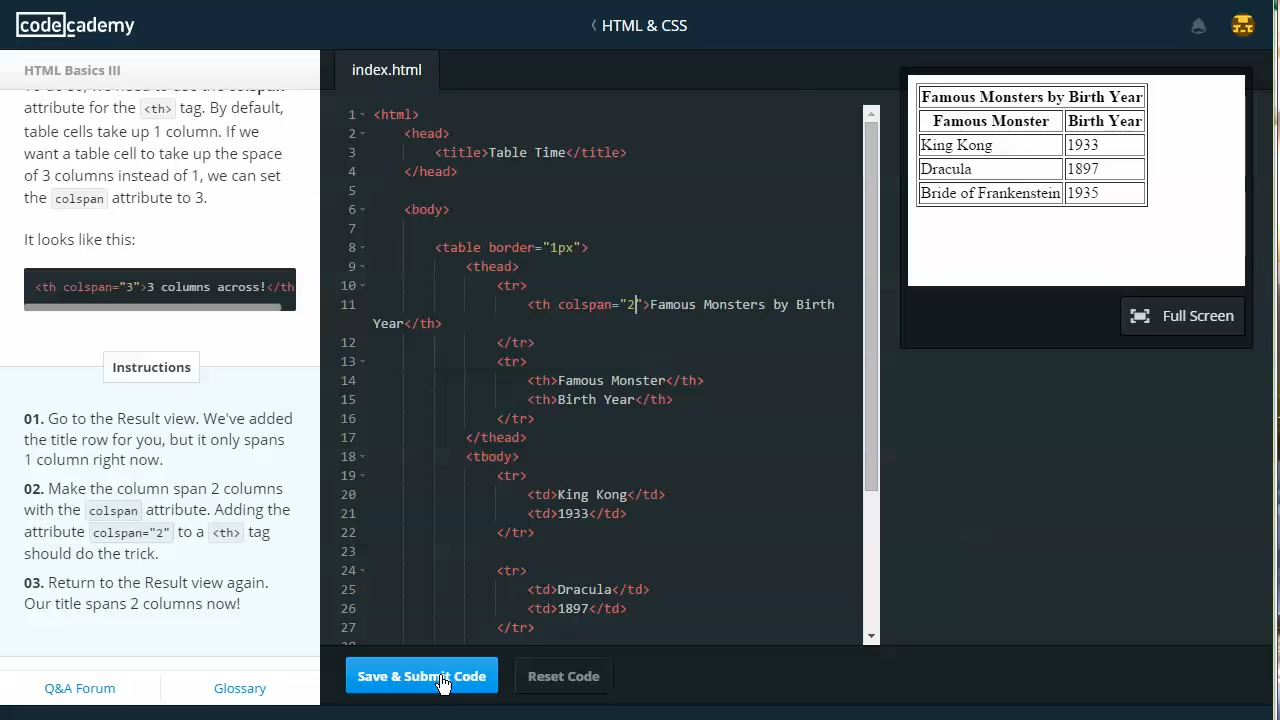 codecademy
HTML & CSS
HTML Basics III
attribute for the <th> tag. By default,
table cells take up 1 column. If we
want a table cell to take up the space
of 3 columns instead of 1, we can set
the colspan attribute to 3.
It looks like this:
<th colspan="3">3 columns across!</th
Instructions
01. Go to the Result view. We've added
the title row for you, but it only spans
1 column right now.
02. Make the column span 2 columns
with the colspan attribute. Adding the
attribute colspan="2" to a <th> tag
should do the trick.
03. Return to the Result view again.
Our title spans 2 columns now!
Q&A Forum
Glossary
index.html
1 <html>
2 <head>
3 <title>Table Time</title>
4 </head>
5
6 <body>
7
8 <table border="1px">
9 <thead>
10 <tr>
11 <th colspan="2">Famous Monsters by Birth
Year</th>
12 </tr>
13 <tr>
14 <th>Famous Monster</th>
15 <th>Birth Year</th>
16 </tr>
17 </thead>
18 <tbody>
19 <tr>
20 <td>King Kong</td>
21 <td>1933</td>
22 </tr>
23
24 <tr>
25 <td>Dracula</td>
26 <td>1897</td>
27 </tr>
Save & Submit Code
Reset Code
Famous Monsters by Birth Year
Famous Monster Birth Year
King Kong 1933
Dracula 1897
Bride of Frankenstein 1935
Full Screen